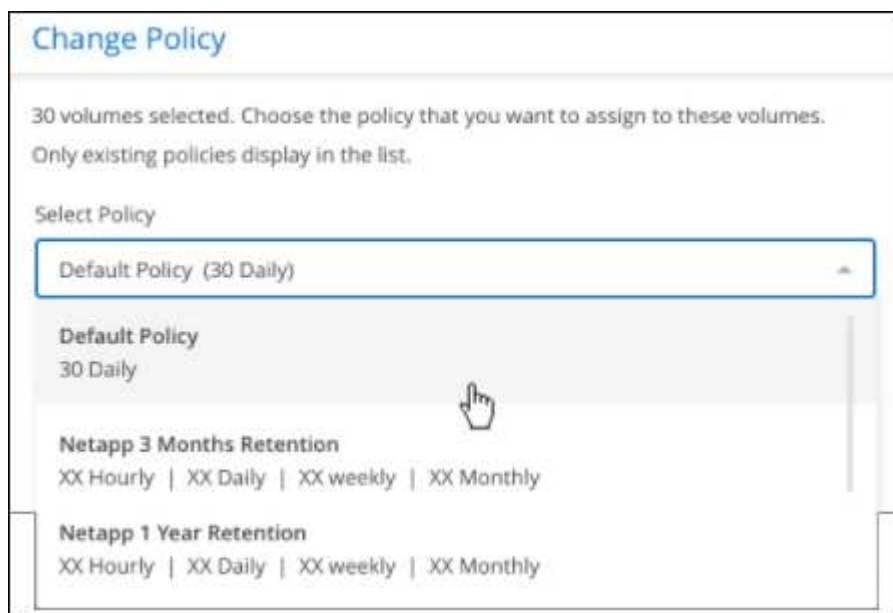 Change Policy
30 volumes selected. Choose the policy that you want to assign to these volumes.
Only existing policies display in the list.
Select Policy
Default Policy (30 Daily)
Default Policy
30 Daily
Netapp 3 Months Retention
XX Hourly | XX Daily | XX weekly | XX Monthly
Netapp 1 Year Retention
XX Hourly | XX Daily | XX weekly | XX Monthly